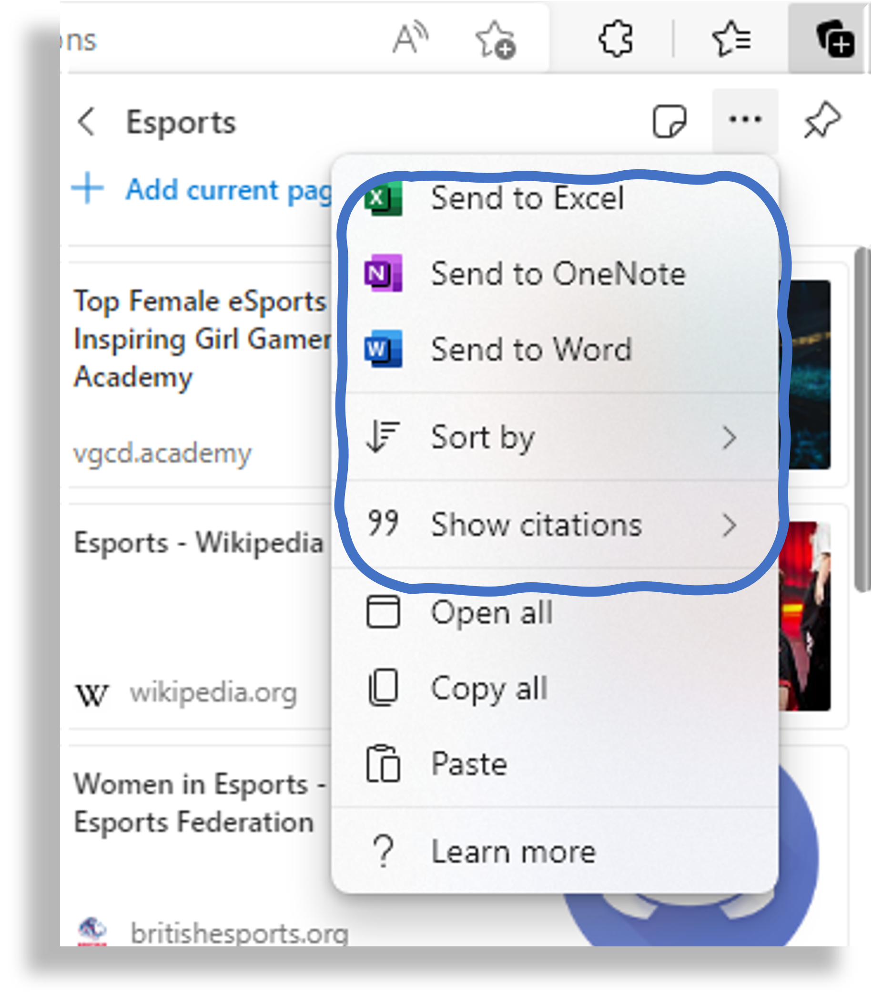 ons
Esports
Add current pag
Send to Excel
Send to OneNote
Send to Word
Sort by
Show citations
Open all
Copy all
Paste
Learn more
Top Female eSports
Inspiring Girl Gamer
Academy
vgcd.academy
Esports - Wikipedia
W wikipedia.org
Women in Esports -
Esports Federation
britishesports.org